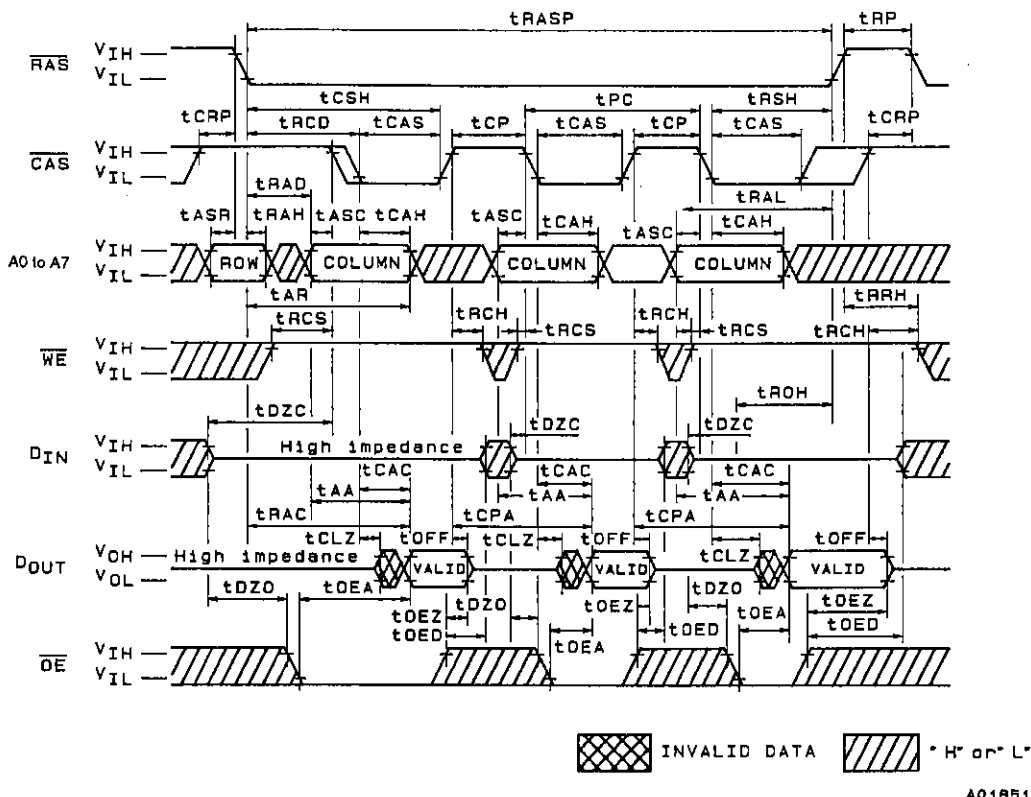 tRASP tRP
RAS VIH
VIL
tCSH tPC tRSH
tCRP tRCD tCAS tCP tCAS tCP tCAS tCRP
CAS VIH
VIL
tRAD tRAL
tASR tRAH tASC tCAH tASC tCAH tASC tCAH
A0 to A7 VIH
VIL
ROW COLUMN COLUMN COLUMN
tAR tRRH
tRCS tRCH tRCS tRCH tRCS tRCH
WE VIH
VIL
tROH
tDZC tDZC tDZC
DIN VIH
VIL
High impedance
tCAC tCAC tCAC
tAA tAA tAA
tRAC tCPA tCPA
tCLZ tOFF tCLZ tOFF tCLZ tOFF
DOUT VOH
VOL
High impedance VALID VALID VALID
tDZO tOEA tDZO tDZO
tOEZ tOEZ tOEZ
tOED tOEA tOED tOEA tOED
OE VIH
VIL
INVALID DATA "H" or "L"
A01851